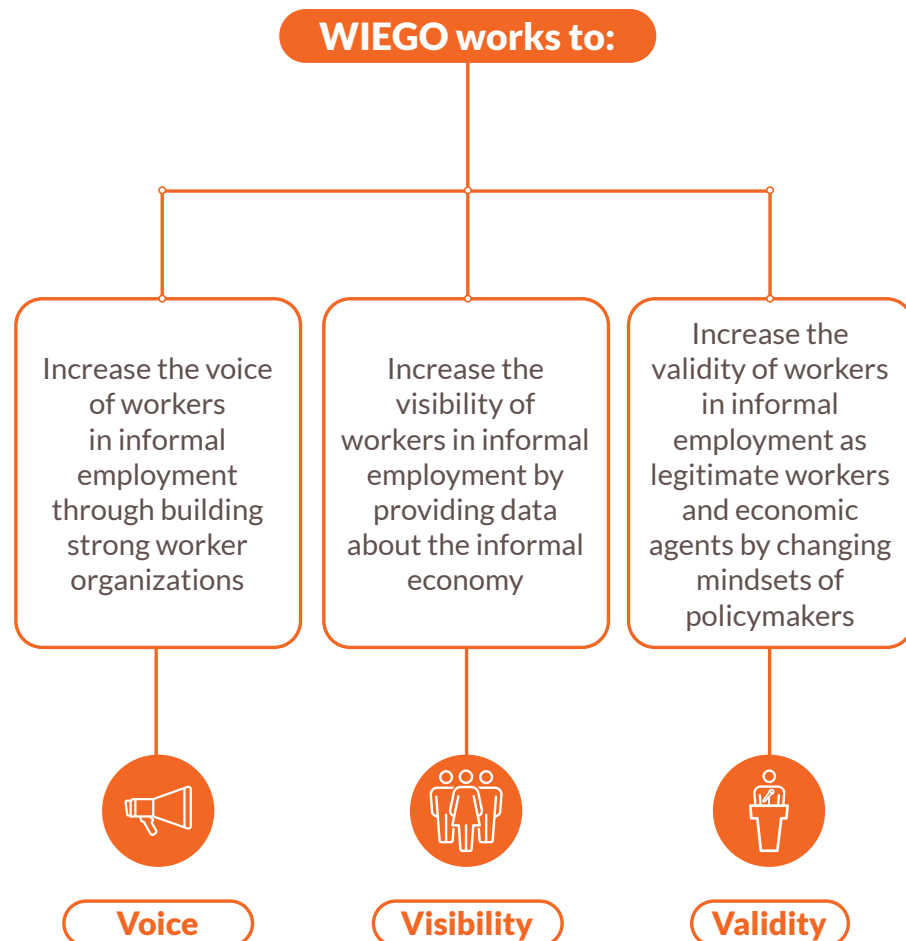 WIEGO works to:
Increase the voice
of workers
in informal
employment
through building
strong worker
organizations
Increase the
visibility of
workers in informal
employment by
providing data
about the informal
economy
Increase the
validity of workers
in informal
employment as
legitimate workers
and economic
agents by changing
mindsets of
policymakers
Voice
Visibility
Validity